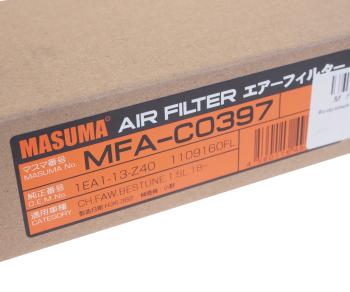 MASUMA AIR FILTER エアーフィルター
マスマ番号 MFA-C0397
MASUMA No.
純正番号 1EA1-13-Z40 1109160FL
O.E.M.No.
適用車種 CH.FAW.BESTUNE 1.5L 18-
CATEGORY